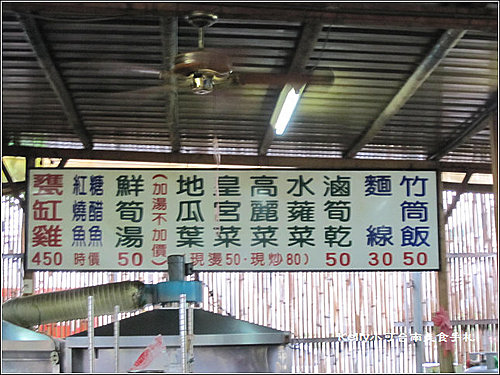 甕缸雞 450
紅燒魚
糖醋魚
時價
鮮筍湯 50
(加湯不加價)
地瓜葉
皇宮菜
高麗菜
水蕹菜
(現燙50‧現炒80)
滷筍乾 50
麵線 30
竹筒飯 50
Kelly 台南美食手札